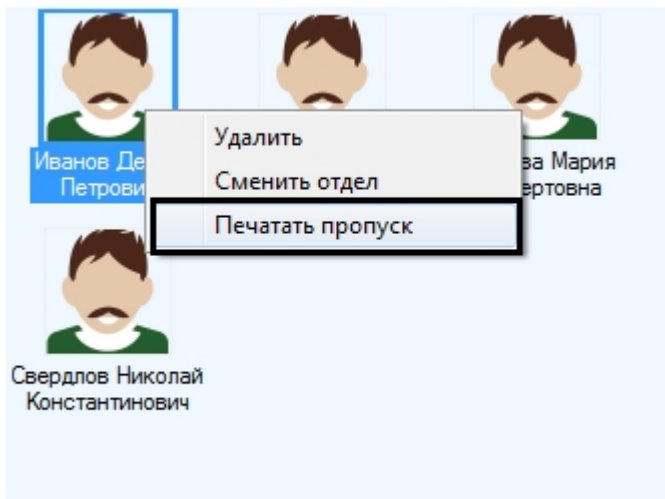 Иванов Де
Петрови
ва Мария
ертовна
Удалить
Сменить отдел
Печатать пропуск
Свердлов Николай
Константинович